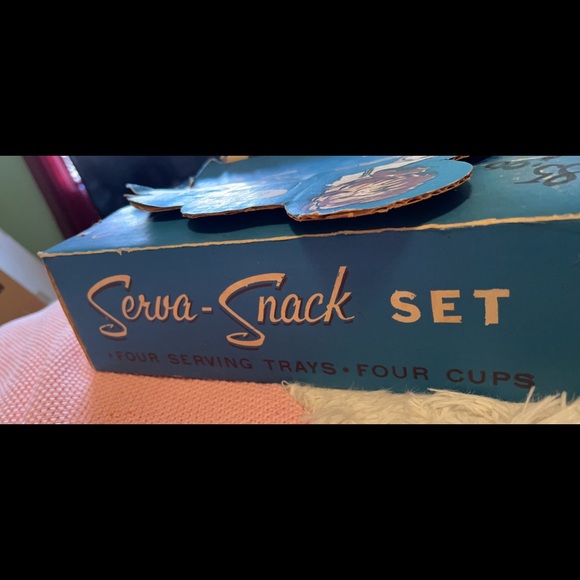 Serva-Snack SET
• FOUR SERVING TRAYS • FOUR CUPS